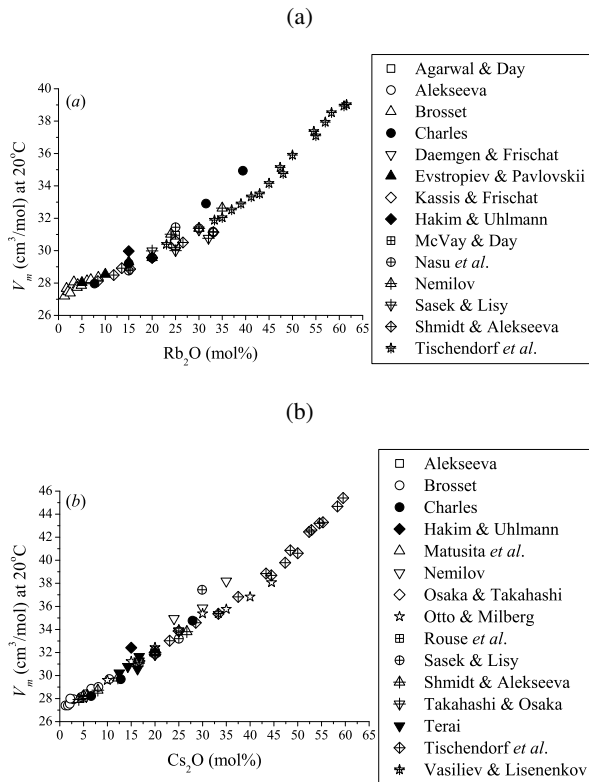 (a)
(a)
V_m (cm³/mol) at 20°C
40
38
36
34
32
30
28
26
0 5 10 15 20 25 30 35 40 45 50 55 60 65
Rb₂O (mol%)
Agarwal & Day
Alekseeva
Brosset
Charles
Daemgen & Frischat
Evstropiev & Pavlovskii
Kassis & Frischat
Hakim & Uhlmann
McVay & Day
Nasu et al.
Nemilov
Sasek & Lisy
Shmidt & Alekseeva
Tischendorf et al.
(b)
(b)
V_m (cm³/mol) at 20°C
46
44
42
40
38
36
34
32
30
28
26
0 5 10 15 20 25 30 35 40 45 50 55 60 65
Cs₂O (mol%)
Alekseeva
Brosset
Charles
Hakim & Uhlmann
Matusita et al.
Nemilov
Osaka & Takahashi
Otto & Milberg
Rouse et al.
Sasek & Lisy
Shmidt & Alekseeva
Takahashi & Osaka
Terai
Tischendorf et al.
Vasiliev & Lisenenkov